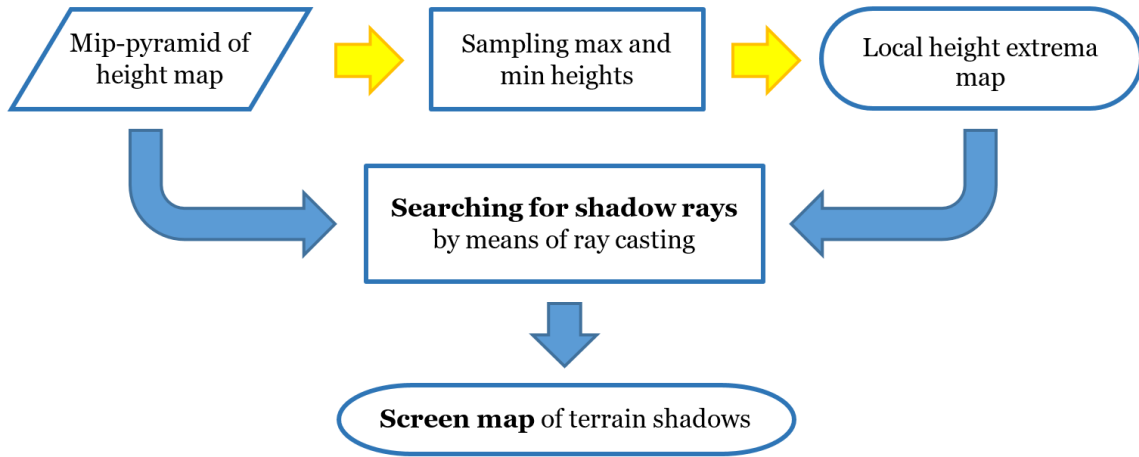 Mip-pyramid of
height map
Sampling max and
min heights
Local height extrema
map
Searching for shadow rays
by means of ray casting
Screen map of terrain shadows